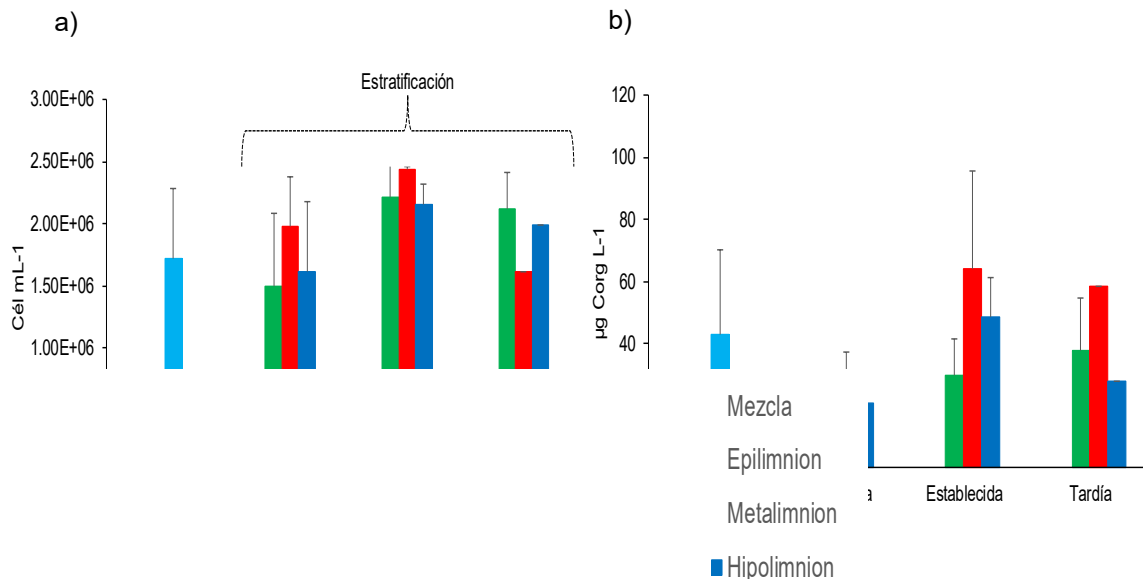 a)
Estratificación
3.00E+06
2.50E+06
2.00E+06
1.50E+06
1.00E+06
Cél mL-1
b)
120
100
80
60
40
µg Corg L-1
Mezcla
Epilimnion
Metalimnion
Hipolimnion
a
Establecida
Tardía